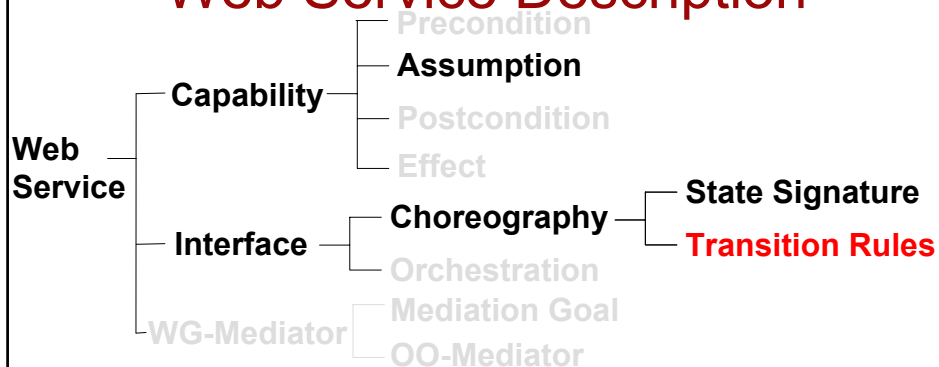 Web Service Description
Precondition
Assumption
Capability
Postcondition
Web
Service
Effect
State Signature
Choreography
Interface
Transition Rules
Orchestration
Mediation Goal
WG-Mediator
OO-Mediator